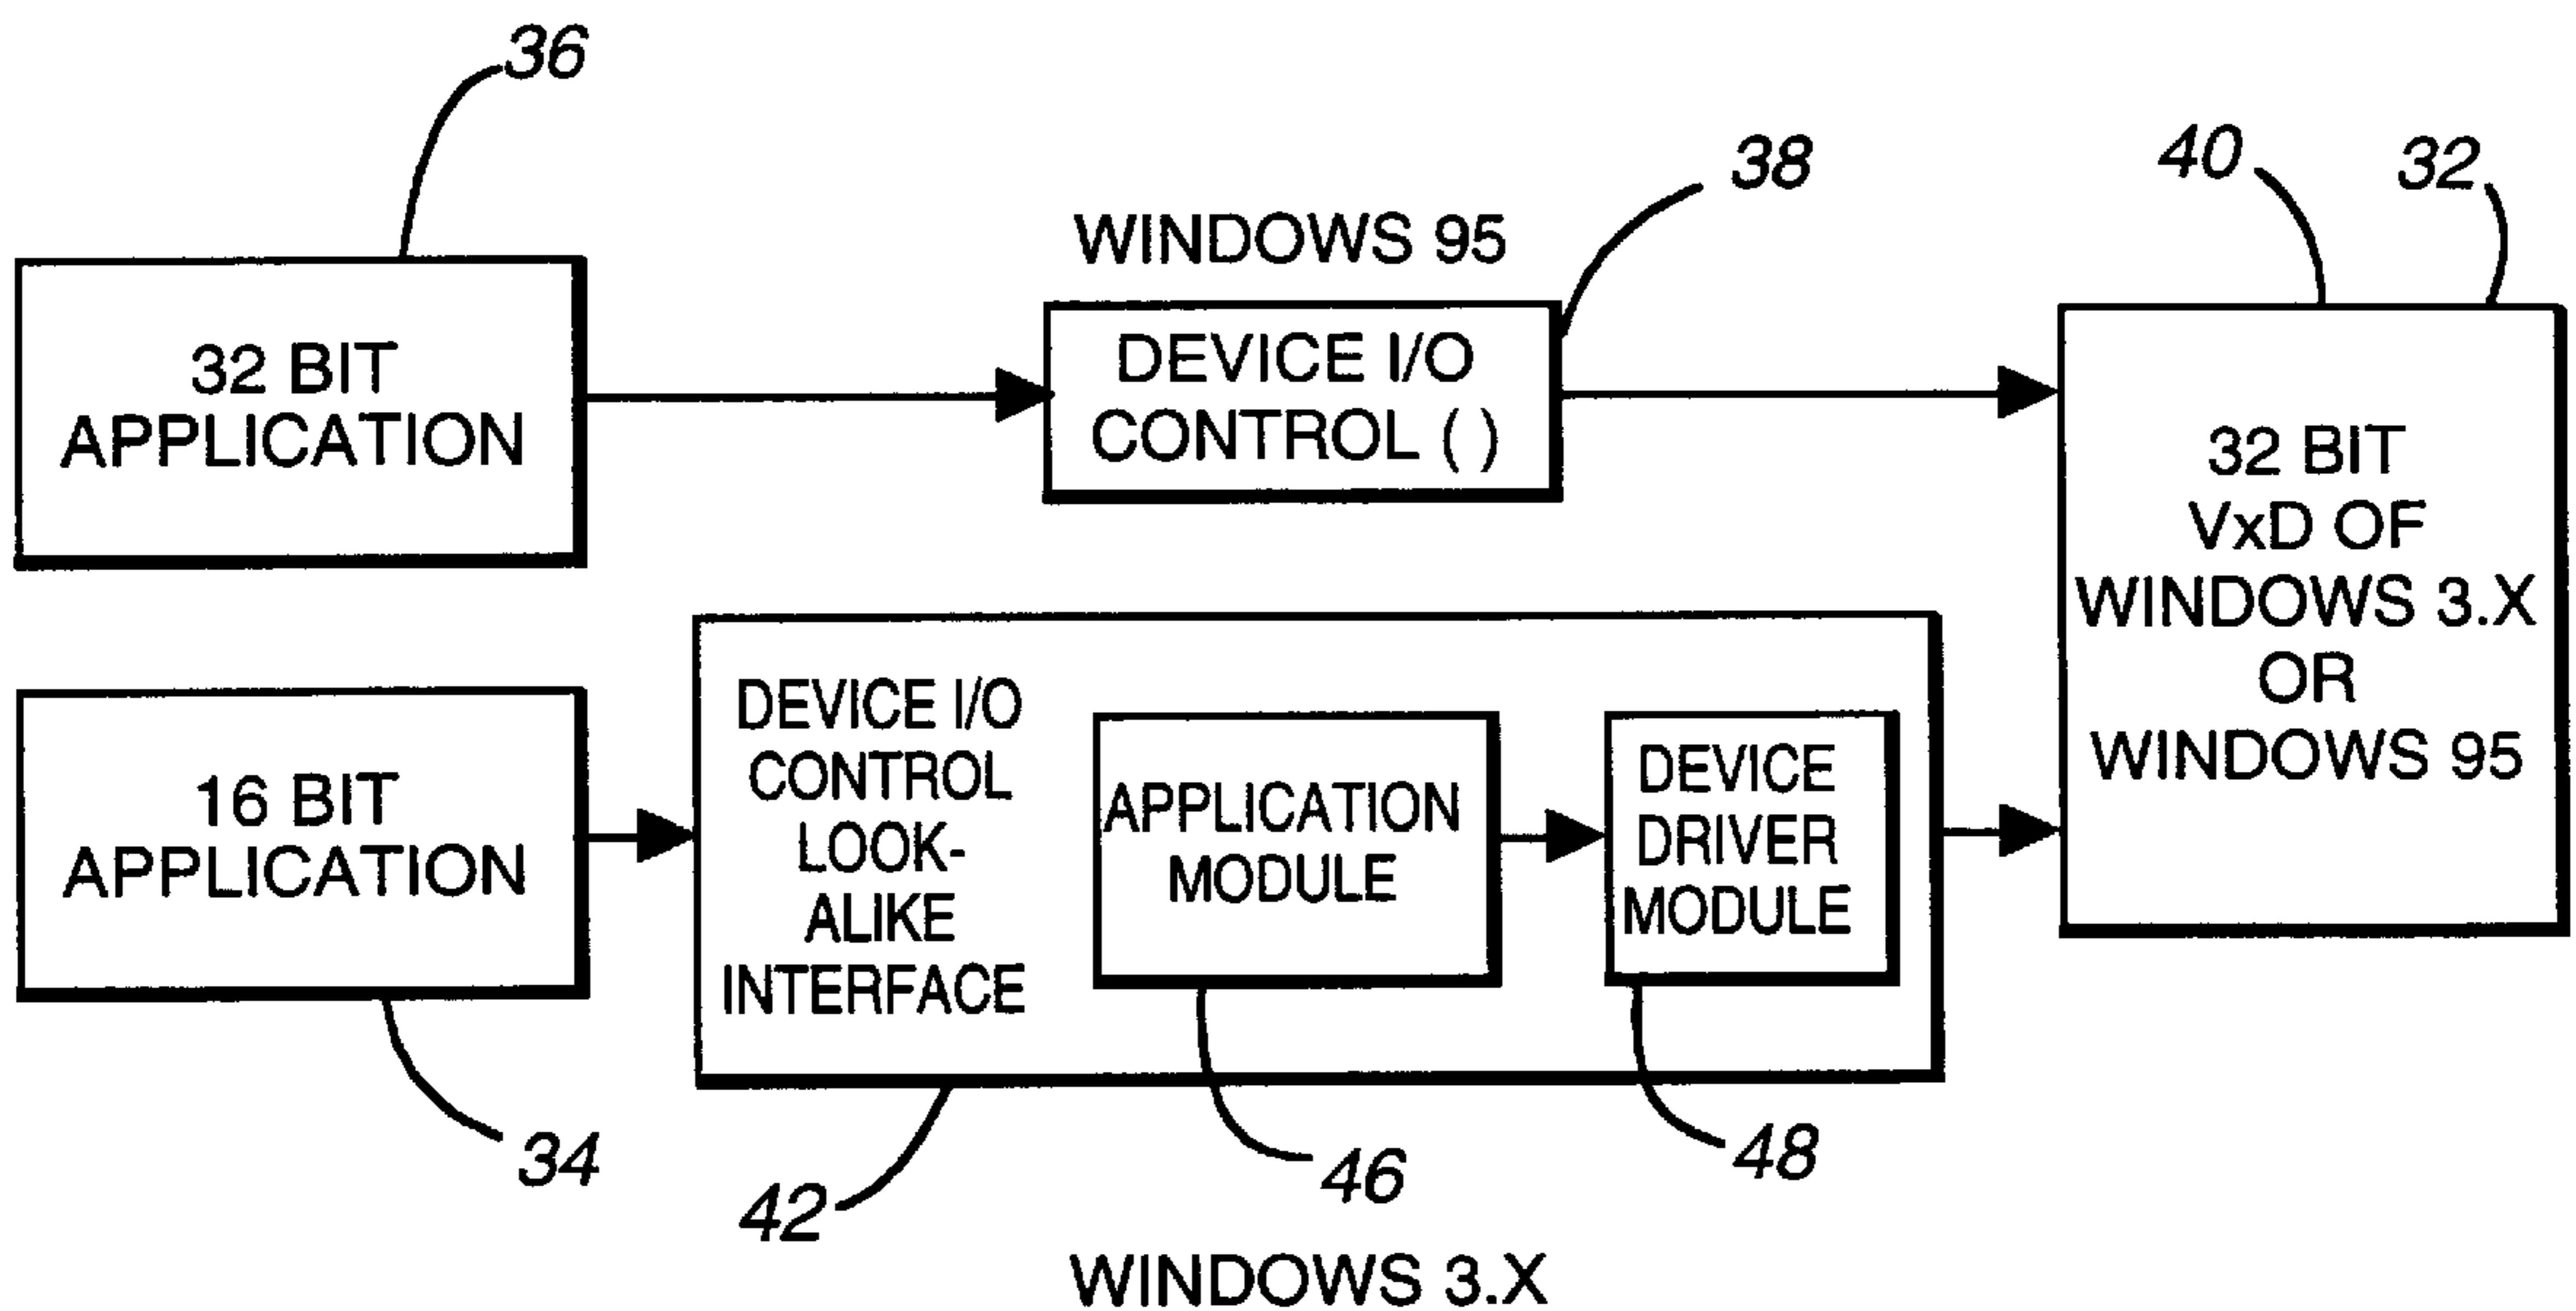 36
38
40
32
WINDOWS 95
32 BIT
APPLICATION
DEVICE I/O
CONTROL ( )
32 BIT
VxD OF
WINDOWS 3.X
OR
WINDOWS 95
16 BIT
APPLICATION
DEVICE I/O
CONTROL
LOOK-
ALIKE
INTERFACE
APPLICATION
MODULE
DEVICE
DRIVER
MODULE
34
42
46
48
WINDOWS 3.X